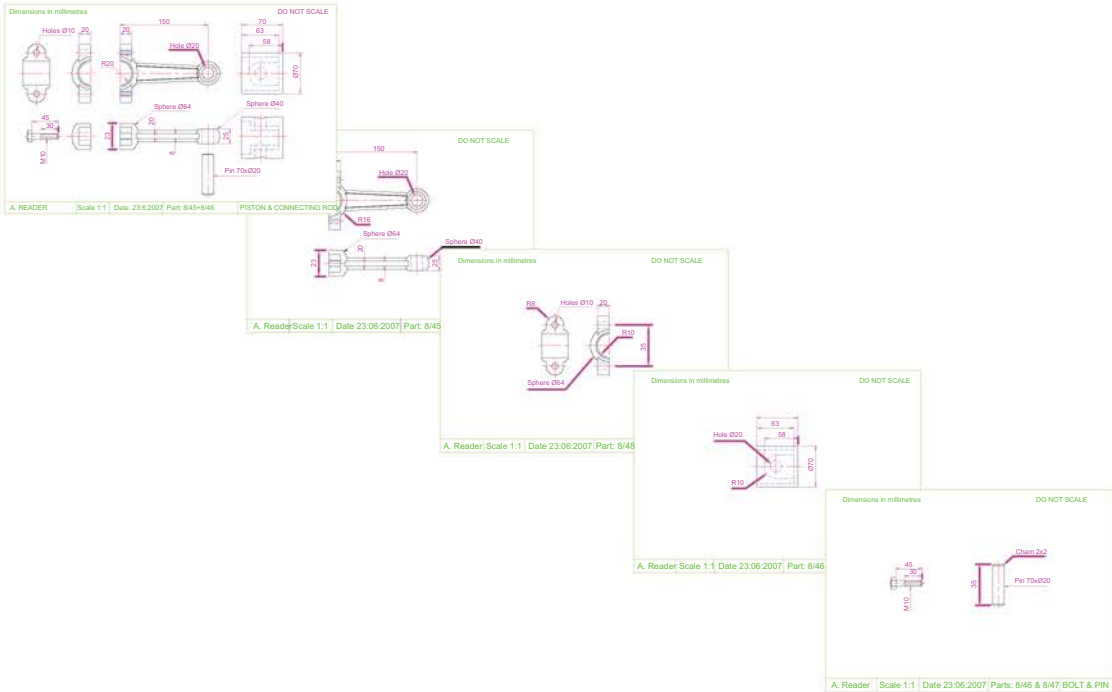 Dimensions in millimetres DO NOT SCALE
150 70
Holes Ø10 20 20 63
58
Hole Ø20
R20
Ø70
Sphere Ø64 Sphere Ø40
45
30
20
23
25
M10
8
Pin 70xØ20
A. READER Scale 1:1 Date: 23:6:2007 Part: 8/45+8/46 PISTON & CONNECTING ROD
DO NOT SCALE
150
Hole Ø20
R16
Sphere Ø64
Sphere Ø40
20
23
25
8
A. Reader Scale 1:1 Date 23:06:2007 Part: 8/45
Dimensions in millimetres DO NOT SCALE
R8 Holes Ø10 20
R10
35
Sphere Ø64
A. Reader Scale 1:1 Date 23:06:2007 Part: 8/48
Dimensions in millimetres DO NOT SCALE
63
Hole Ø20 58
Ø70
R10
A. Reader Scale 1:1 Date 23:06:2007 Part: 8/46
Dimensions in millimetres DO NOT SCALE
Cham 2x2
45
30
35
Pin 70xØ20
M10
A. Reader Scale 1:1 Date 23:06:2007 Parts: 8/46 & 8/47 BOLT & PIN